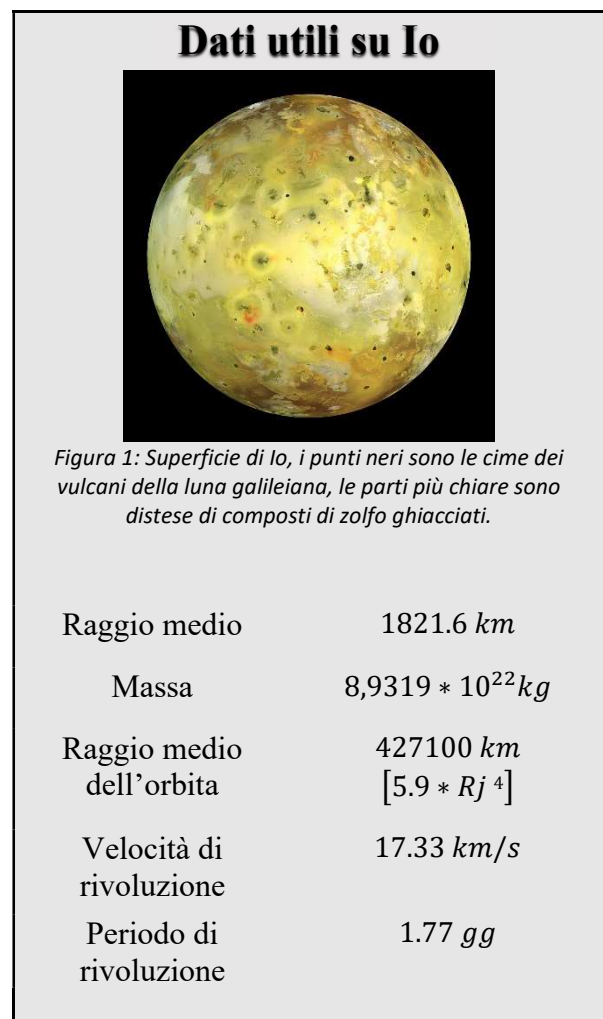 Dati utili su Io
Figura 1: Superficie di Io, i punti neri sono le cime dei
vulcani della luna galileiana, le parti più chiare sono
distese di composti di zolfo ghiacciati.
Raggio medio 1821.6 km
Massa 8,9319 * 10²²kg
Raggio medio 427100 km
dell’orbita [5.9 * Rj ⁴]
Velocità di 17.33 km/s
rivoluzione
Periodo di 1.77 gg
rivoluzione